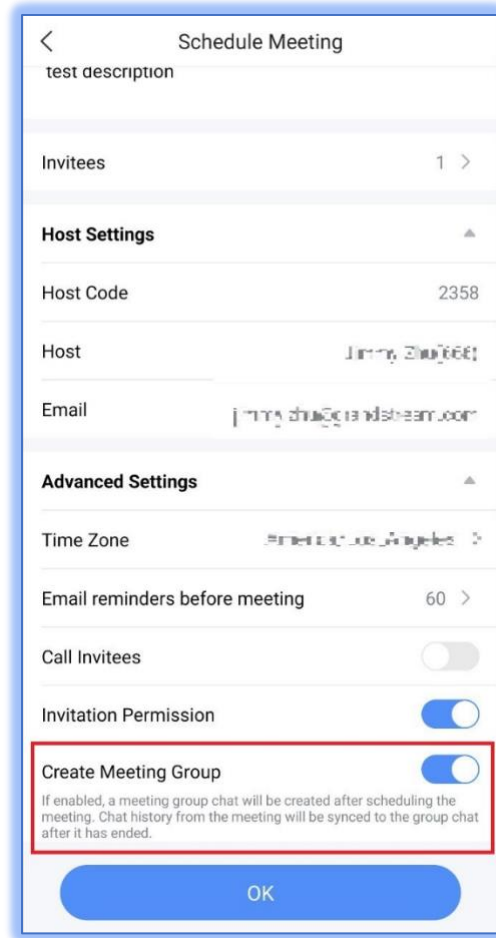 Schedule Meeting
test description
Invitees 1
Host Settings
Host Code 2358
Host
Email
Advanced Settings
Time Zone
Email reminders before meeting 60
Call Invitees
Invitation Permission
Create Meeting Group
If enabled, a meeting group chat will be created after scheduling the
meeting. Chat history from the meeting will be synced to the group chat
after it has ended.
OK